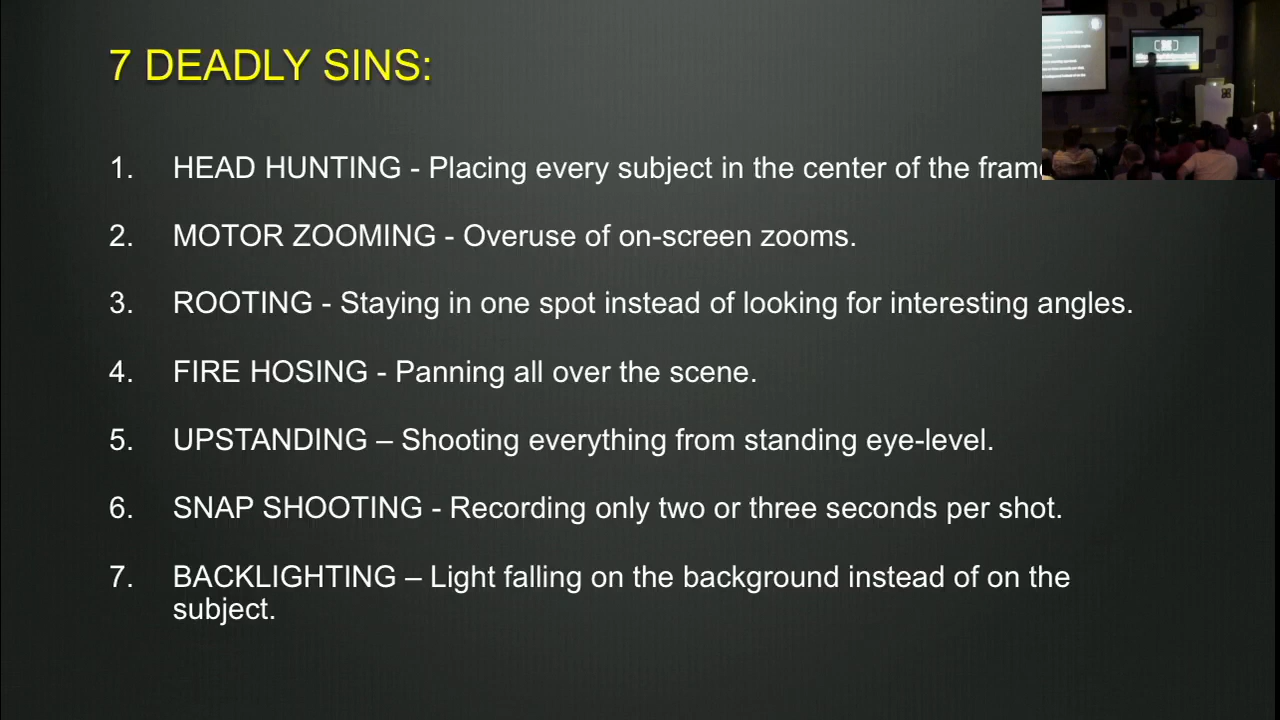 7 DEADLY SINS:
1. HEAD HUNTING - Placing every subject in the center of the
2. MOTOR ZOOMING - Overuse of on-screen zooms.
3. ROOTING - Staying in one spot instead of looking for interesting angles.
4. FIRE HOSING - Panning all over the scene.
5. UPSTANDING – Shooting everything from standing eye-level.
6. SNAP SHOOTING - Recording only two or three seconds per shot.
7. BACKLIGHTING – Light falling on the background instead of on the
subject.